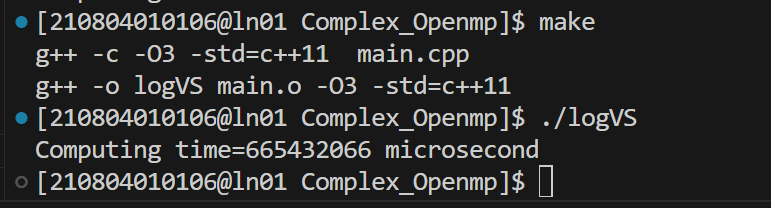 [210804010106@ln01 Complex_Openmp]$ make
g++ -c -O3 -std=c++11  main.cpp
g++ -o logVS main.o -O3 -std=c++11
[210804010106@ln01 Complex_Openmp]$ ./logVS
Computing time=665432066 microsecond
[210804010106@ln01 Complex_Openmp]$